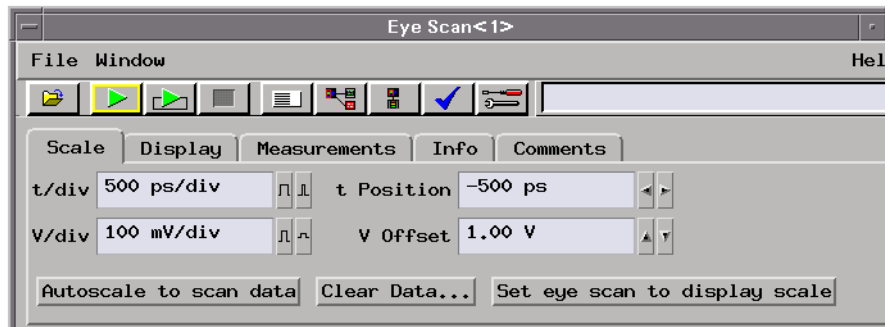 Eye Scan<1>
File Window Hel
Scale Display Measurements Info Comments
t/div 500 ps/div t Position -500 ps
V/div 100 mV/div V Offset 1.00 V
Autoscale to scan data Clear Data... Set eye scan to display scale